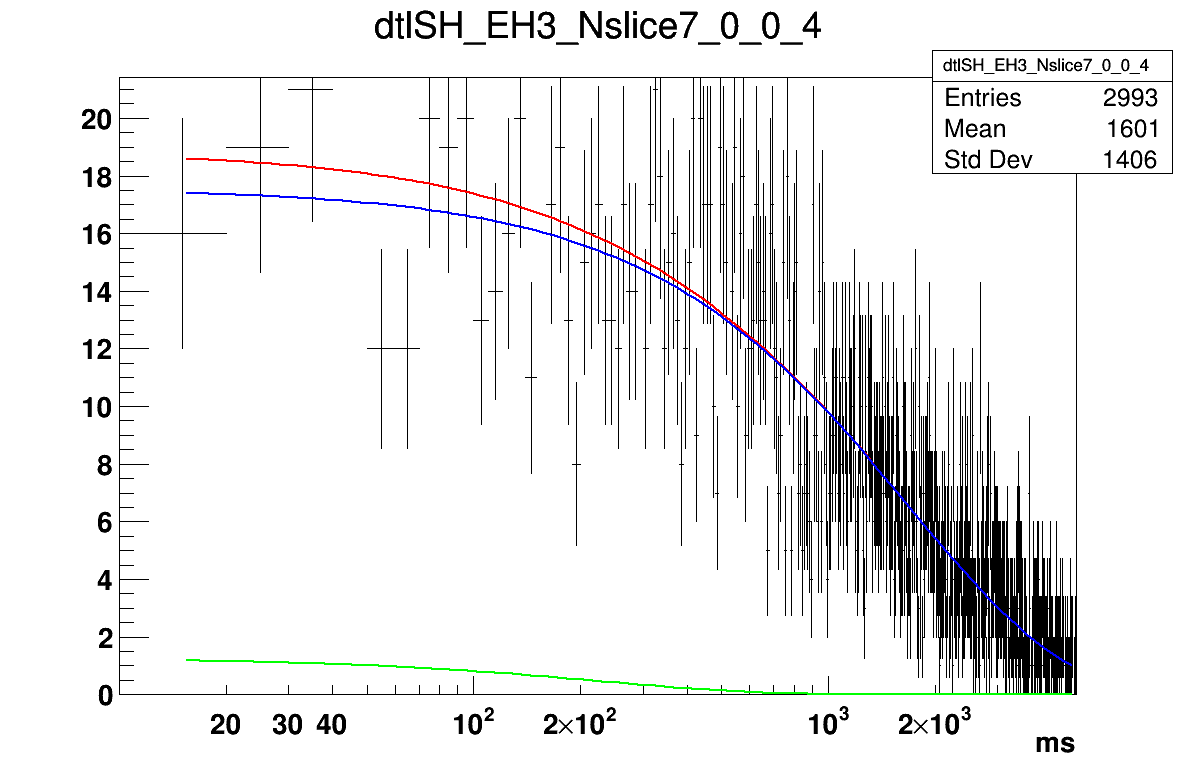 dtlSH_EH3_Nslice7_0_0_4
dtlSH_EH3_Nslice7_0_0_4
Entries 2993
Mean 1601
Std Dev 1406
20
18
16
14
12
10
8
6
4
2
0
20 30 40 10² 2×10² 10³ 2×10³
ms